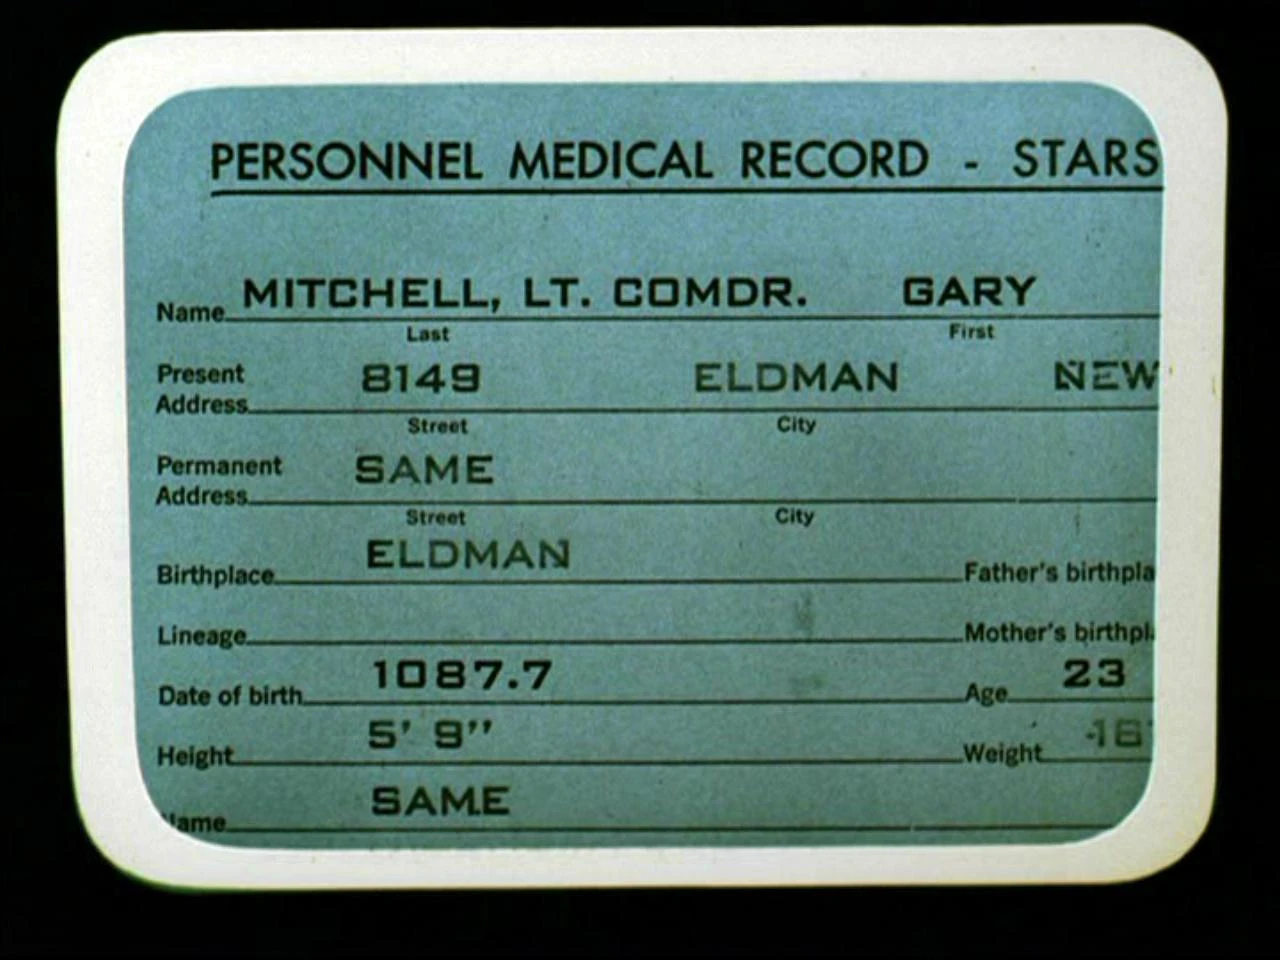 PERSONNEL MEDICAL RECORD - STARS
Name MITCHELL, LT. COMDR. GARY
Last First
Present Address 8149 ELDMAN NEW
Street City
Permanent Address SAME
Street City
Birthplace ELDMAN Father's birthpla
Lineage Mother's birthpl
Date of birth 1087.7 Age 23
Height 5' 9" Weight
Name SAME